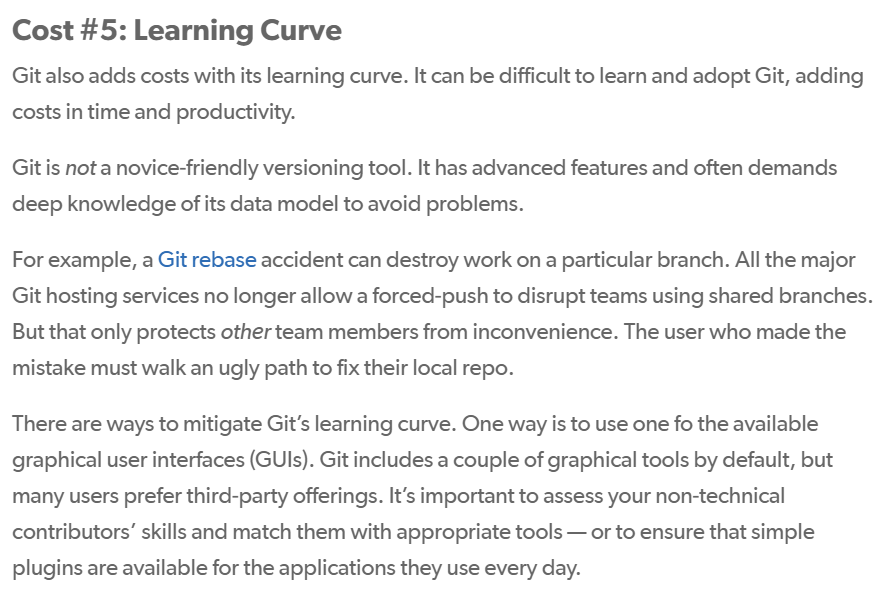 Cost #5: Learning Curve
Git also adds costs with its learning curve. It can be difficult to learn and adopt Git, adding
costs in time and productivity.
Git is not a novice-friendly versioning tool. It has advanced features and often demands
deep knowledge of its data model to avoid problems.
For example, a Git rebase accident can destroy work on a particular branch. All the major
Git hosting services no longer allow a forced-push to disrupt teams using shared branches.
But that only protects other team members from inconvenience. The user who made the
mistake must walk an ugly path to fix their local repo.
There are ways to mitigate Git’s learning curve. One way is to use one fo the available
graphical user interfaces (GUIs). Git includes a couple of graphical tools by default, but
many users prefer third-party offerings. It’s important to assess your non-technical
contributors’ skills and match them with appropriate tools — or to ensure that simple
plugins are available for the applications they use every day.